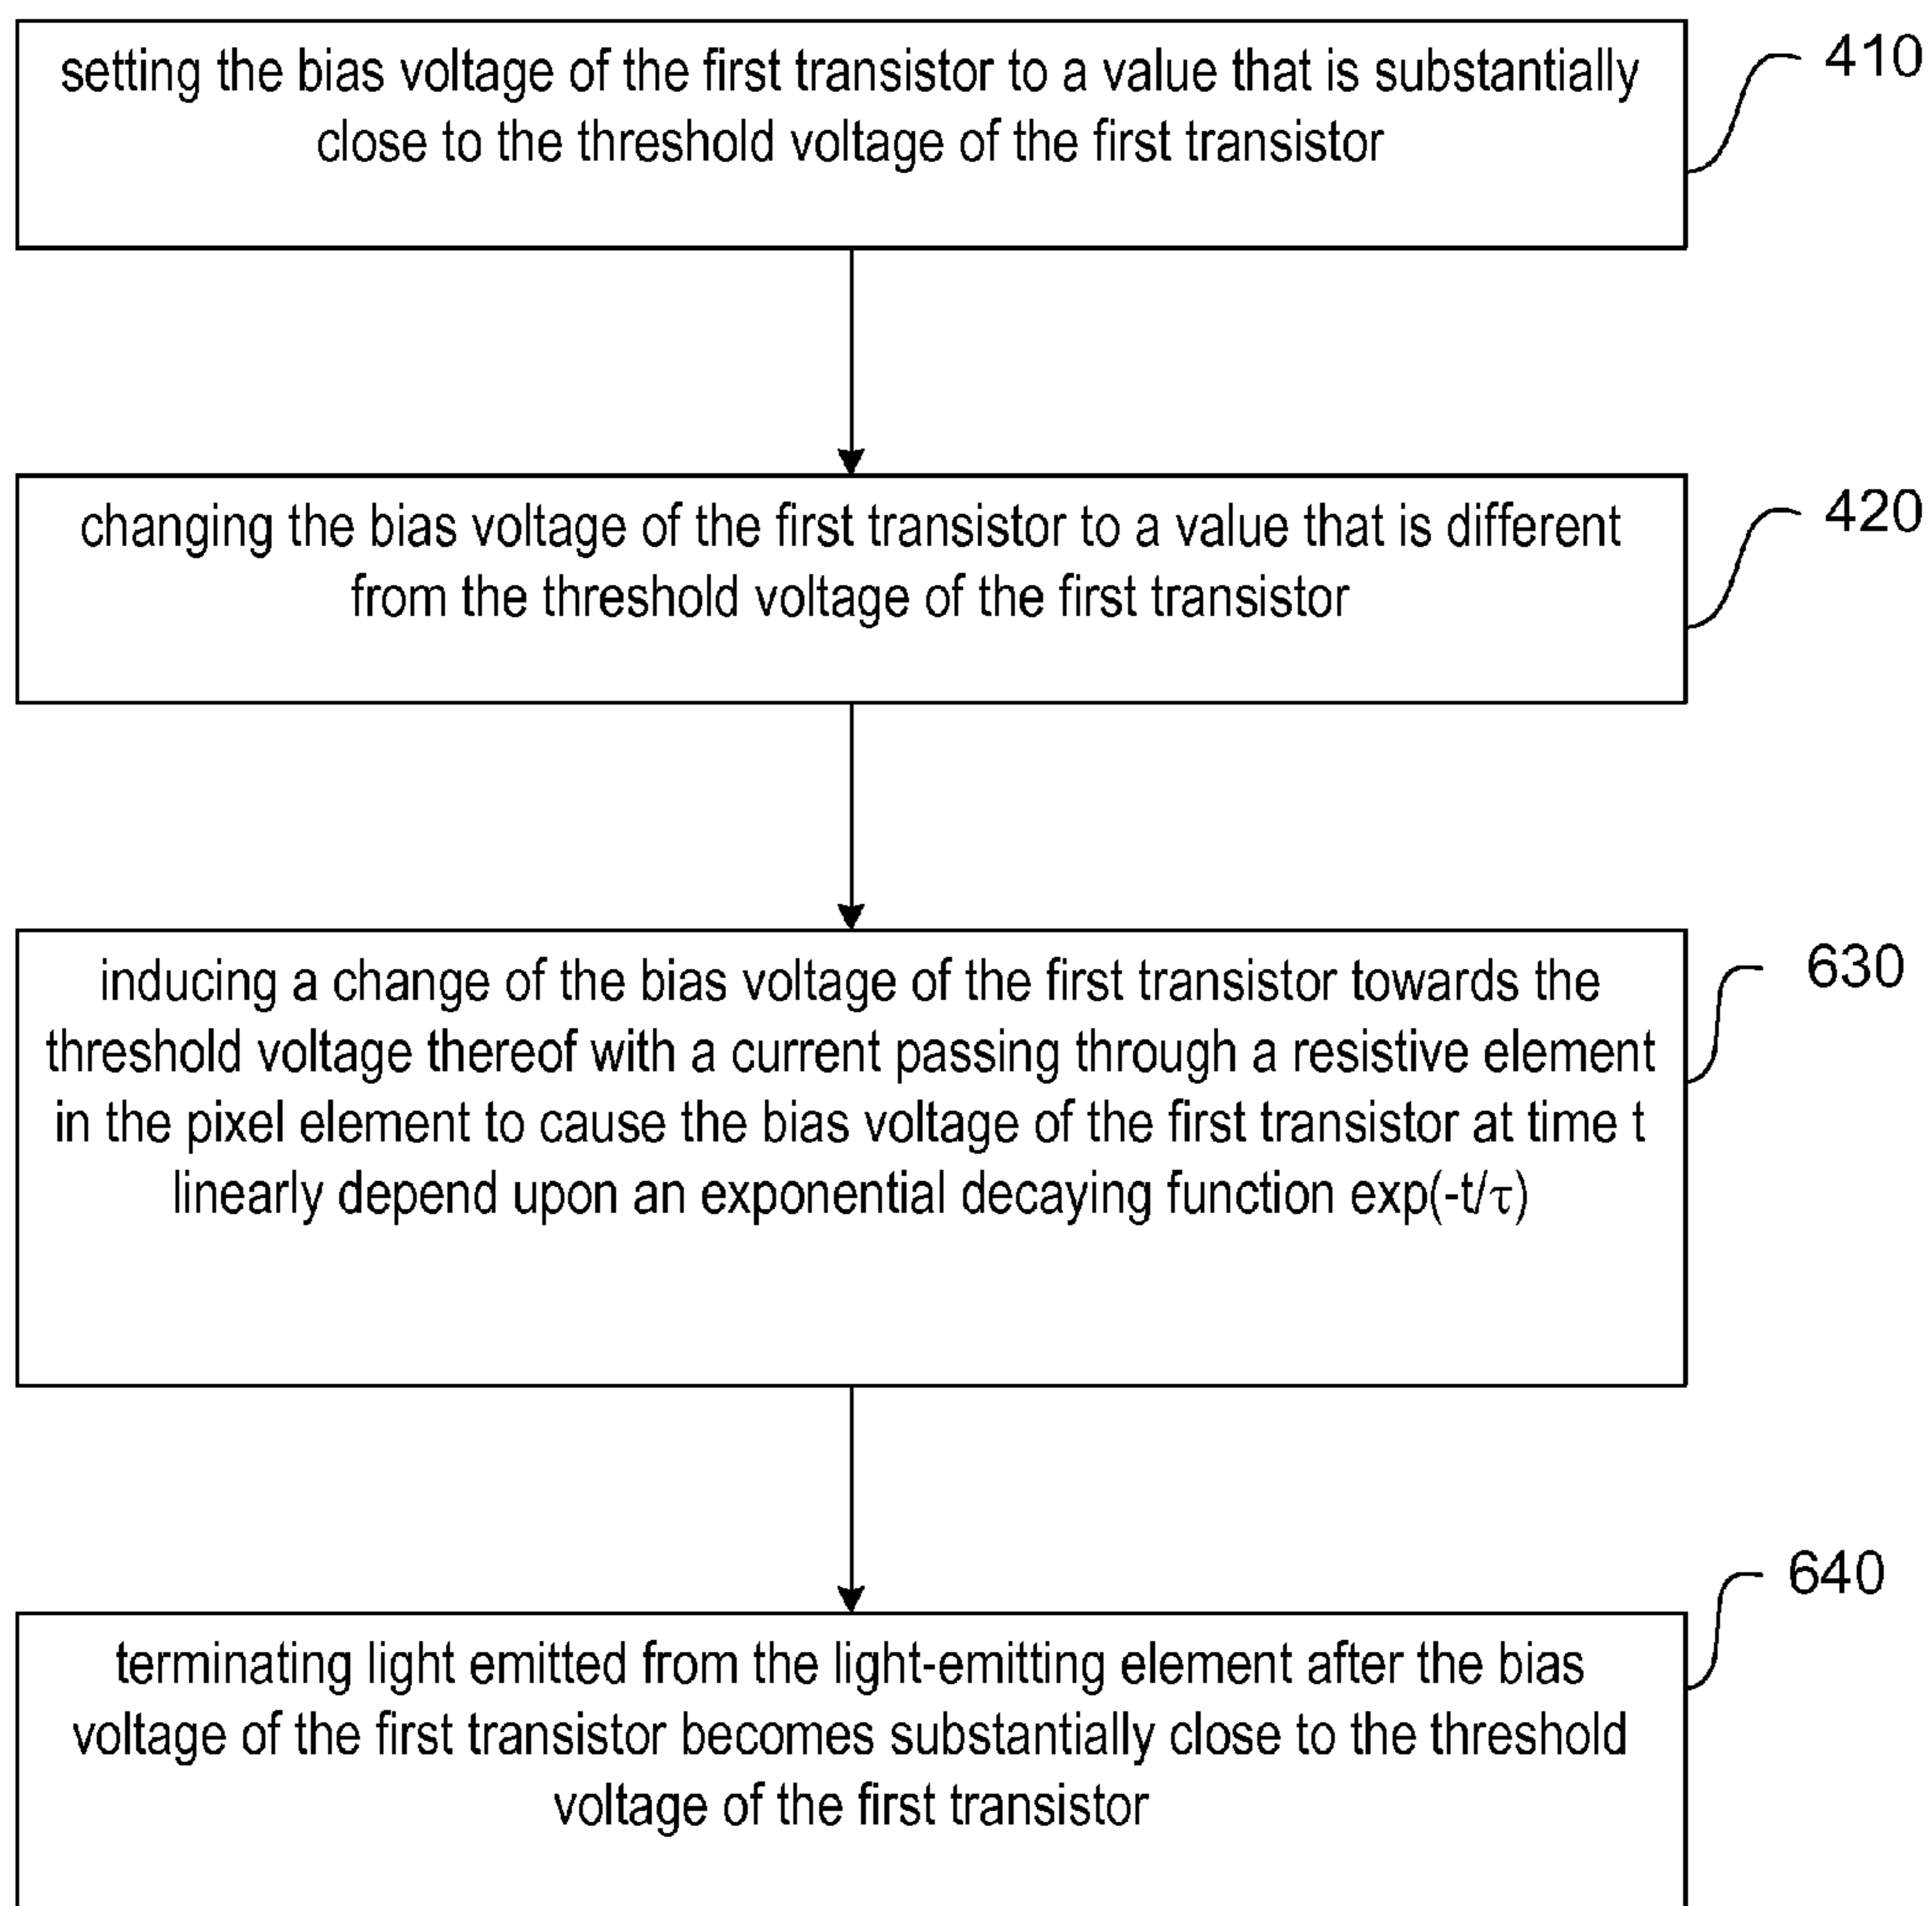 setting the bias voltage of the first transistor to a value that is substantially
close to the threshold voltage of the first transistor
410
changing the bias voltage of the first transistor to a value that is different
from the threshold voltage of the first transistor
420
inducing a change of the bias voltage of the first transistor towards the
threshold voltage thereof with a current passing through a resistive element
in the pixel element to cause the bias voltage of the first transistor at time t
linearly depend upon an exponential decaying function exp(-t/τ)
630
terminating light emitted from the light-emitting element after the bias
voltage of the first transistor becomes substantially close to the threshold
voltage of the first transistor
640